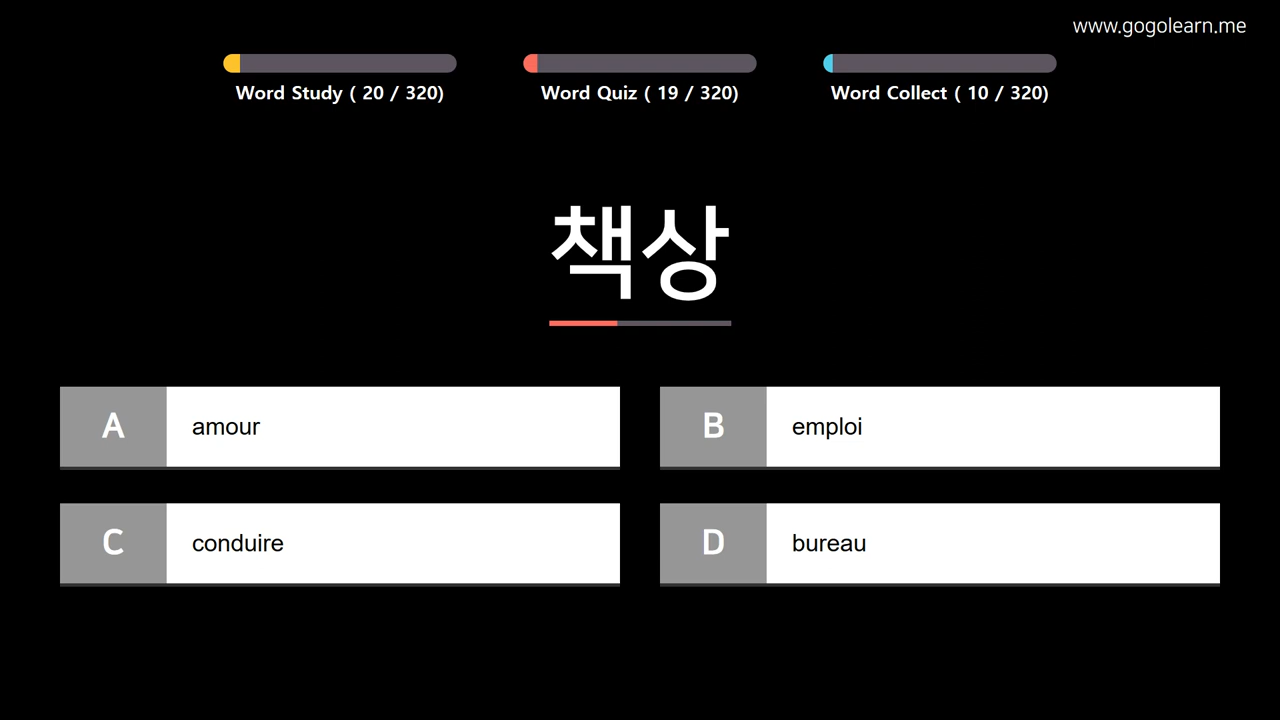 www.gogolearn.me
Word Study ( 20 / 320)
Word Quiz ( 19 / 320)
Word Collect ( 10 / 320)
책상
A amour
B emploi
C conduire
D bureau